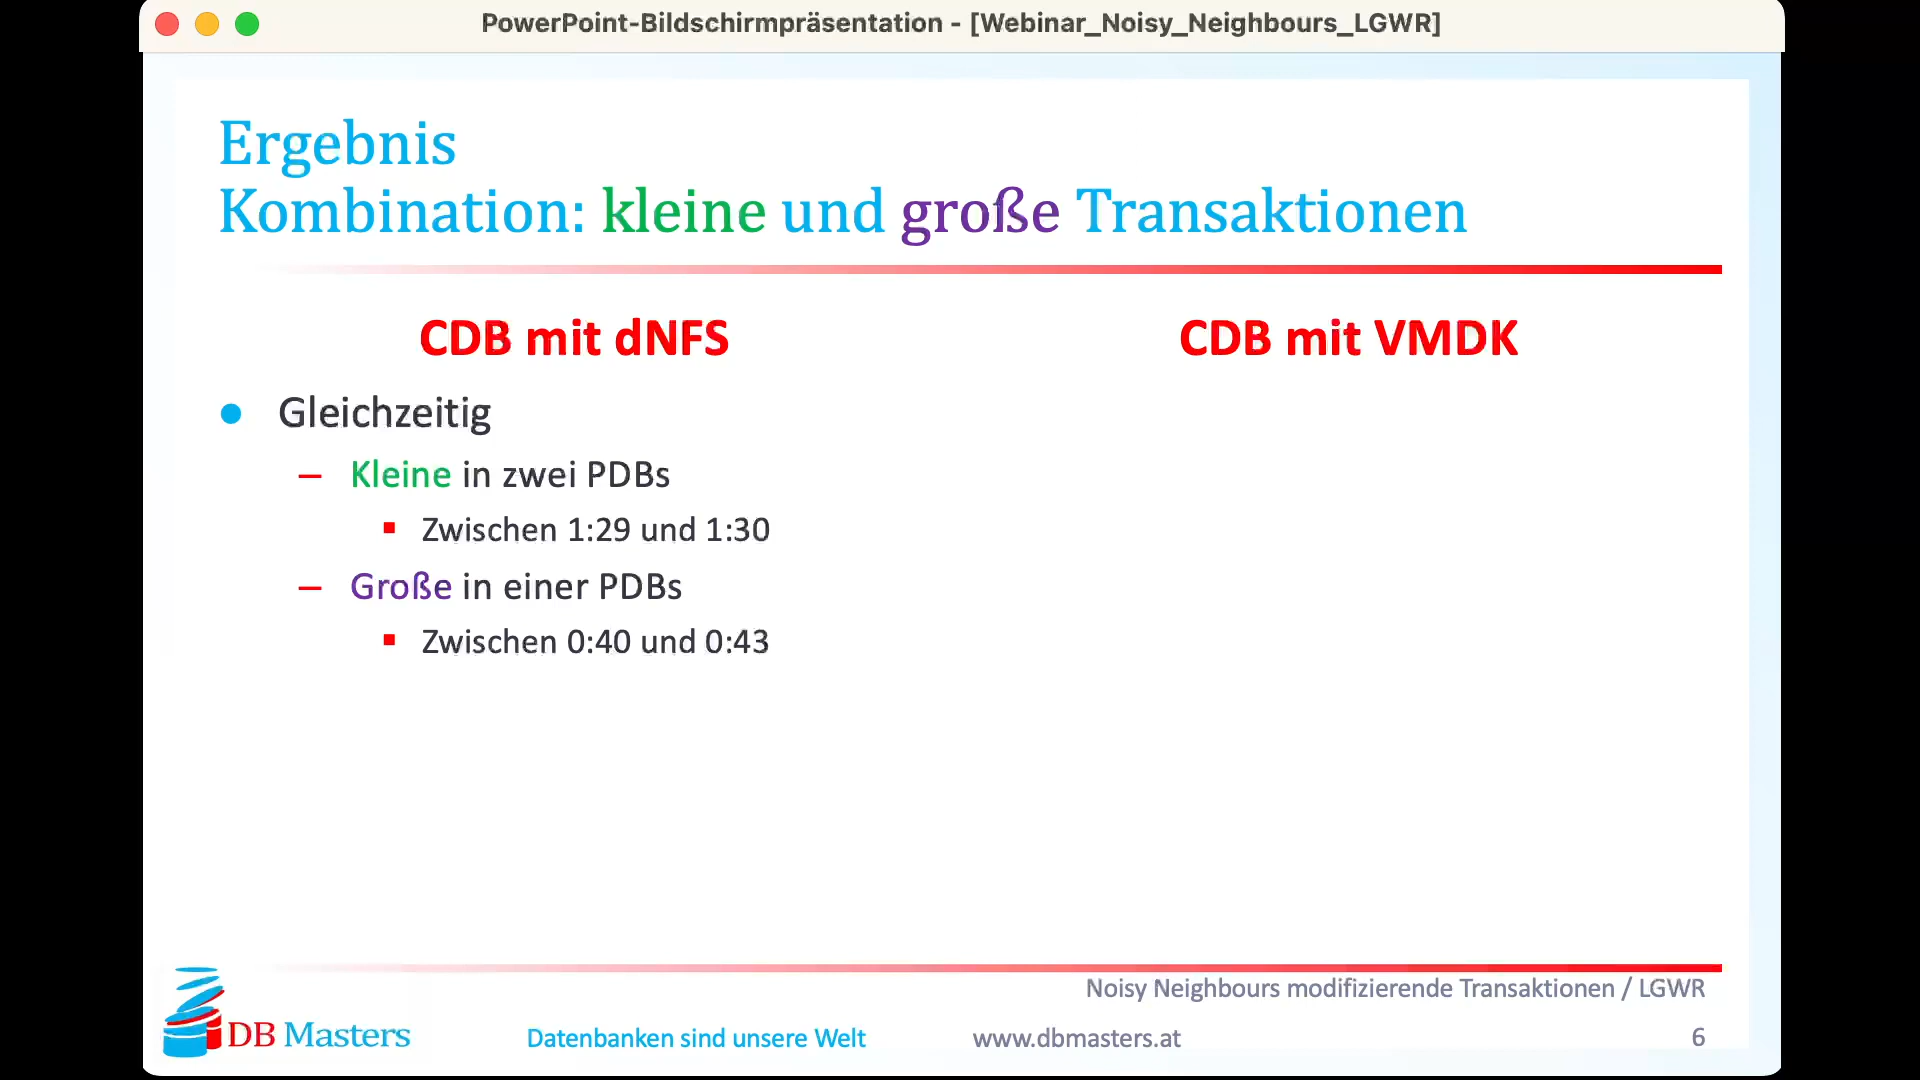 PowerPoint-Bildschirmpräsentation - [Webinar_Noisy_Neighbours_LGWR]
Ergebnis
Kombination: kleine und große Transaktionen
CDB mit dNFS
Gleichzeitig
– Kleine in zwei PDBs
Zwischen 1:29 und 1:30
– Große in einer PDBs
Zwischen 0:40 und 0:43
CDB mit VMDK
Noisy Neighbours modifizierende Transaktionen / LGWR
DB Masters
Datenbanken sind unsere Welt
www.dbmasters.at
6